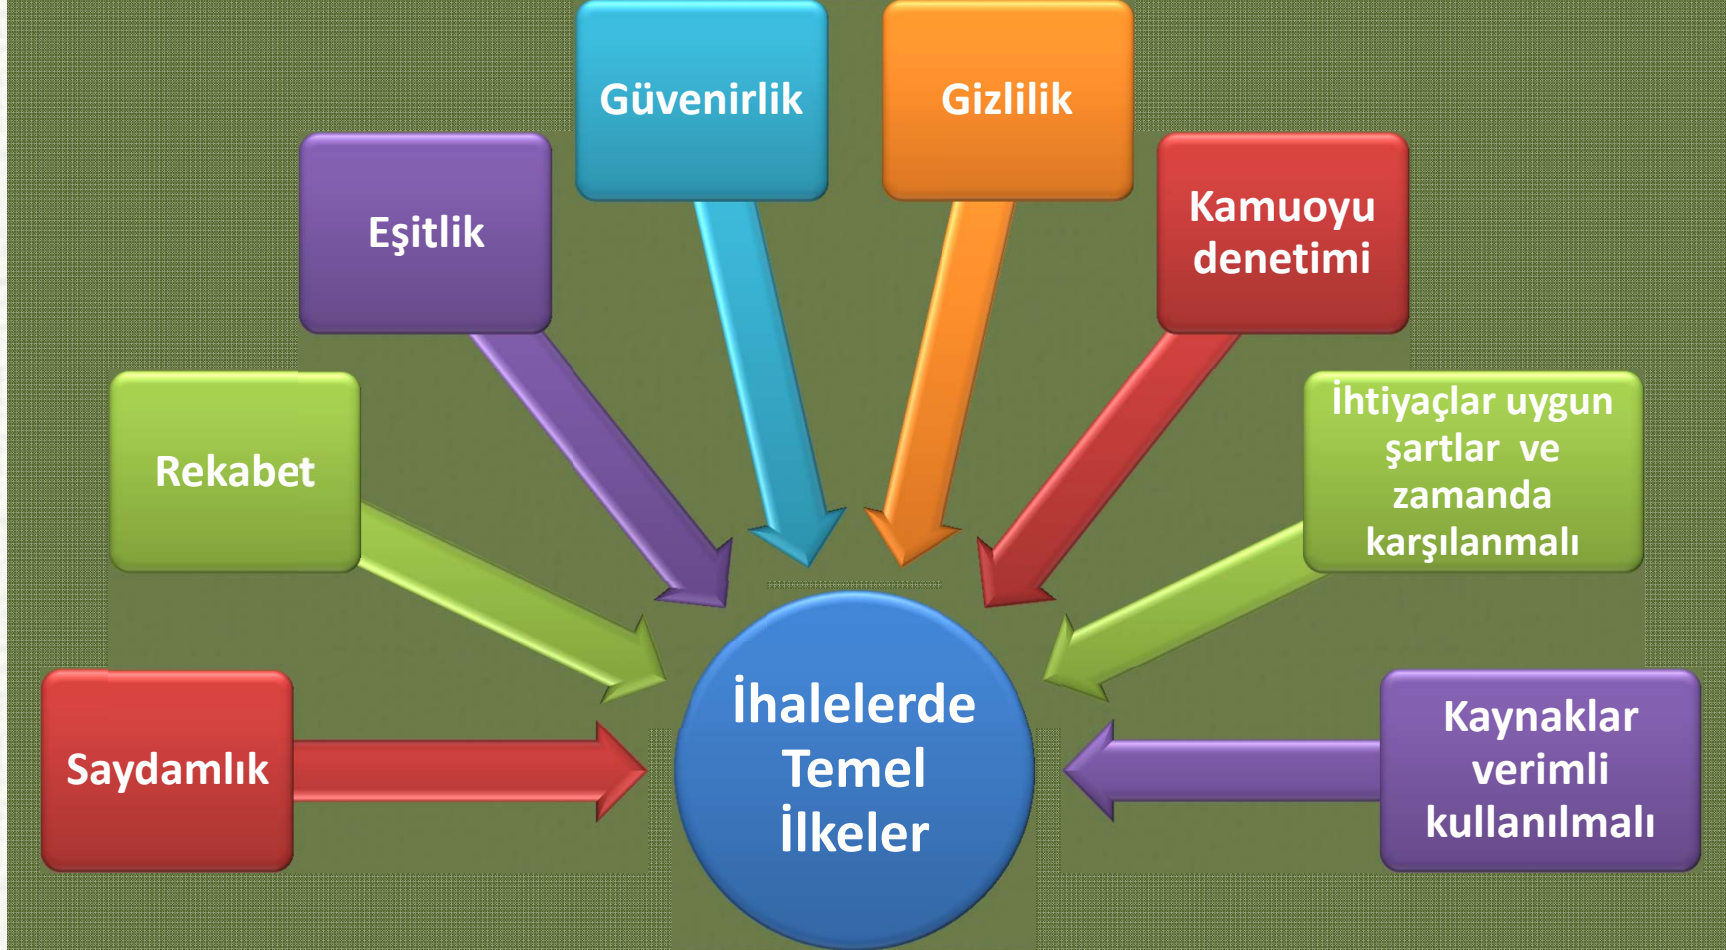 Güvenirlik
Gizlilik
Eşitlik
Kamuoyu
denetimi
Rekabet
İhtiyaçlar uygun
şartlar ve
zamanda
karşılanmalı
Saydamlık
İhalelerde
Temel
İlkeler
Kaynaklar
verimli
kullanılmalı